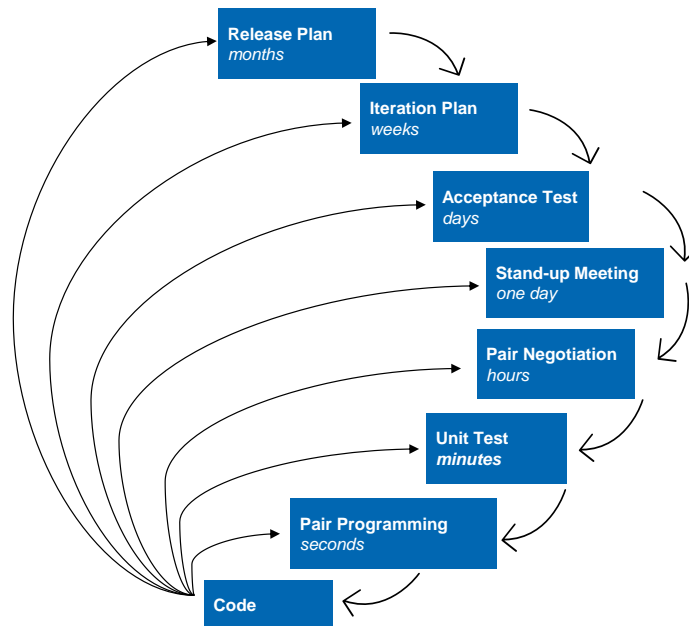 Release Plan
months
Iteration Plan
weeks
Acceptance Test
days
Stand-up Meeting
one day
Pair Negotiation
hours
Unit Test
minutes
Pair Programming
seconds
Code